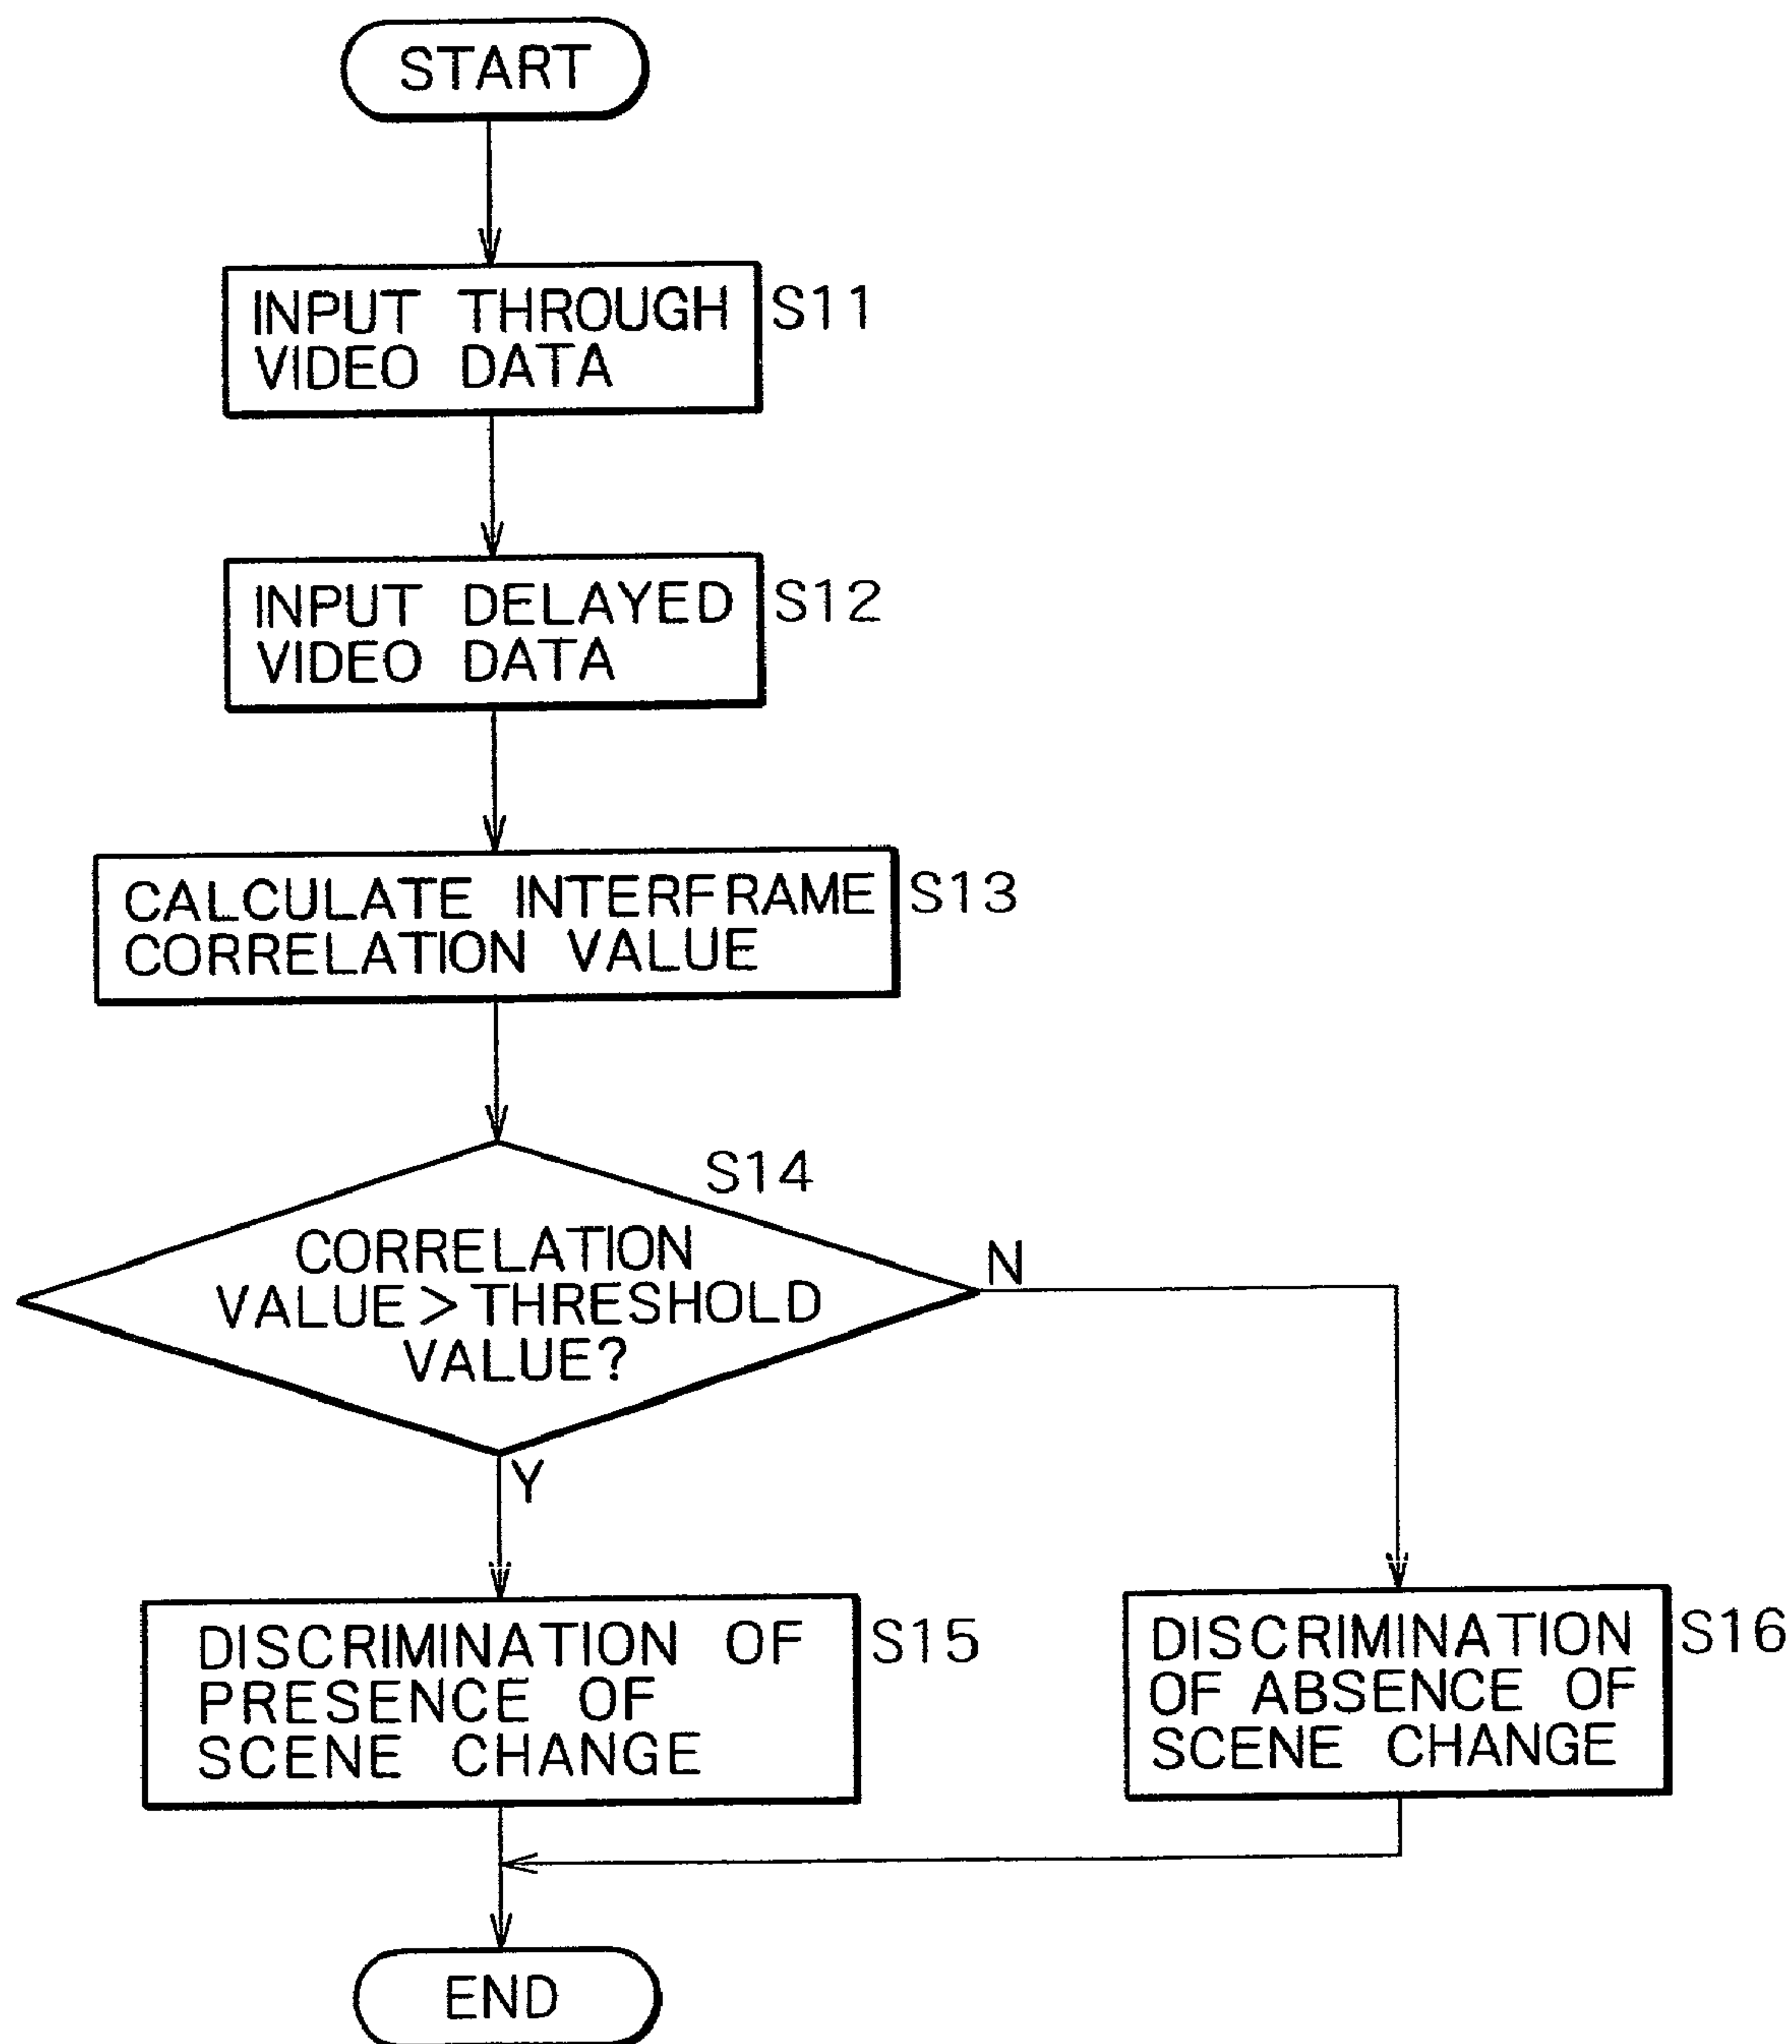 START
INPUT THROUGH
VIDEO DATA
S11
INPUT DELAYED
VIDEO DATA
S12
CALCULATE INTERFRAME
CORRELATION VALUE
S13
S14
CORRELATION
VALUE>THRESHOLD
VALUE?
N
Y
DISCRIMINATION OF
PRESENCE OF
SCENE CHANGE
S15
DISCRIMINATION
OF ABSENCE OF
SCENE CHANGE
S16
END